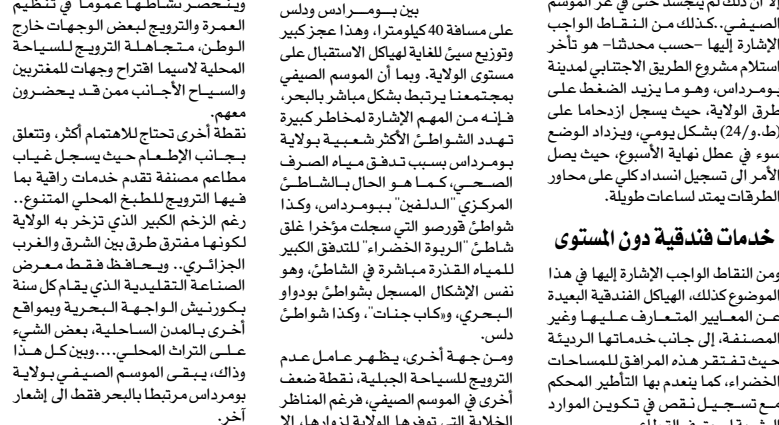 إلا أن ذلك لم يتجسد حتى في عز الموسم
الصيفي..كذلك من النقاط الواجب
الإشارة إليها -حسب محدثنا- هو تأخر
استلام مشروع الطريق الاجتنابي لمدينة
بومرداس، وهو ما يزيد الضغط على
طرق الولاية، حيث يسجل ازدحاما على
(ط.و/24) بشكل يومي، ويزداد الوضع
سوء في عطل نهاية الأسبوع، حيث يصل
الأمر الى تسجيل انسداد كلي على محاور
الطرقات يمتد لساعات طويلة.
خدمات فندقية دون المستوى
ومن النقاط الواجب الإشارة إليها في هذا
الموضوع كذلك، الهياكل الفندقية البعيدة
عن المعايير المتعارف عليها وغير
المصنفة، إلى جانب خدماتها الرديئة
حيث تفتقر هذه المرافق للمساحات
الخضراء، كما ينعدم بها التأطير المحكم
مع تسجيل نقص في تكوين الموارد
بين بومرادس ودلس
على مسافة 40 كيلومترا، وهذا عجز كبير
وتوزيع سيئ للغاية لهياكل الاستقبال على
مستوى الولاية. وبما أن الموسم الصيفي
بمجتمعنا يرتبط بشكل مباشر بالبحر،
فإنه من المهم الإشارة لمخاطر كبيرة
تهدد الشواطئ الأكثر شعبية بولاية
بومرداس بسبب تدفق مياه الصرف
الصحي، كما هو الحال بالشاطئ
المركزي "الدلفين" ببومرداس، وكذا
شواطئ قورصو التي سجلت مؤخرا غلق
شاطئ "الربوة الخضراء" للتدفق الكبير
للمياه القذرة مباشرة في الشاطئ، وهو
نفس الإشكال المسجل بشواطئ بودواو
البحري، و«كاب جنات"، وكذا شواطئ
دلس.
ومن جهة أخرى، يظهر عامل عدم
الترويج للسياحة الجبلية، نقطة ضعف
أخرى في الموسم الصيفي، فرغم المناظر
الخلابة التي توفرها الولاية لزوارها، إلا
وينحصر نشاطها عموما في تنظيم
العمرة والترويج لبعض الوجهات خارج
الوطن، متجاهلة الترويج للسياحة
المحلية لاسيما اقتراح وجهات للمغتربين
والسياح الأجانب ممن قد يحضرون
معهم.
نقطة أخرى تحتاج للاهتمام أكثر، وتتعلق
بجانب الإطعام حيث يسجل غياب
مطاعم مصنفة تقدم خدمات راقية بما
فيها الترويج للطبخ المحلي المتنوع..
رغم الزخم الكبير الذي تزخر به الولاية
لكونها مفترق طرق بين الشرق والغرب
الجزائري.. ويحافظ فقط معرض
الصناعة التقليدية الذي يقام كل سنة
بكورنيش الواجهة البحرية وبمواقع
أخرى بالمدن الساحلية، بعض الشيء
على التراث المحلي....وبين كل هذا
وذاك، يبقى الموسم الصيفي بولاية
بومرداس مرتبطا بالبحر فقط الى إشعار
آخر.